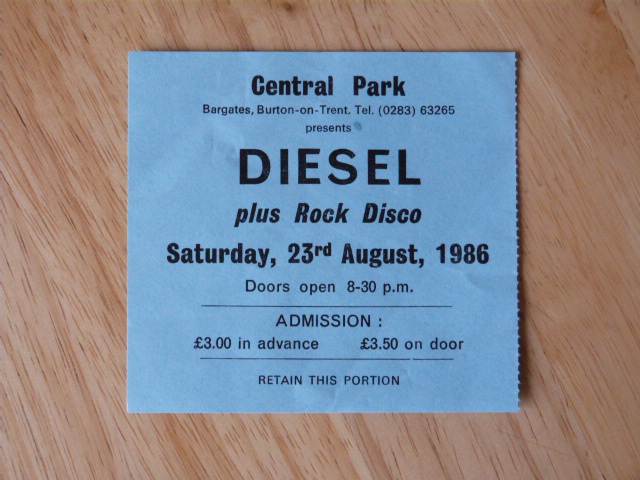 Central Park
Bargates, Burton-on-Trent. Tel. (0283) 63265
presents
DIESEL
plus Rock Disco
Saturday, 23rd August, 1986
Doors open 8-30 p.m.
ADMISSION :
£3.00 in advance £3.50 on door
RETAIN THIS PORTION